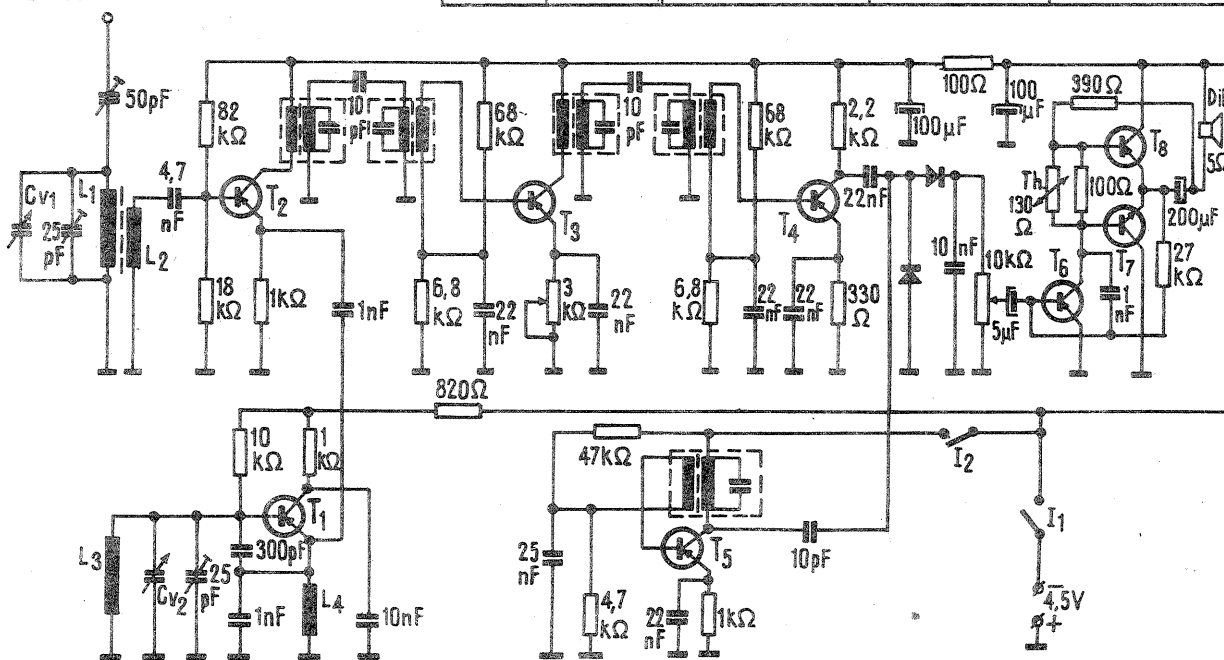 50pF
82
kΩ
10
pF
68
kΩ
10
pF
68
kΩ
2,2
kΩ
100Ω
100
µF
100µF
390Ω
Dif
5Ω
Cv1
25
pF
L1
L2
4,7
nF
T2
T3
T4
22nF
Th.
130
Ω
100Ω
T8
T7
200µF
27
kΩ
18
kΩ
1kΩ
1nF
6,8
kΩ
22
nF
3
kΩ
22
nF
6,8
kΩ
22
nF
22
nF
330
Ω
10
nF
10kΩ
5µF
T6
1
nF
820Ω
10
kΩ
1
kΩ
47kΩ
I2
I1
L3
Cv2
25
pF
300pF
T1
1nF
L4
10nF
25
nF
4,7
kΩ
T5
22
nF
1kΩ
10pF
−
4,5V
+